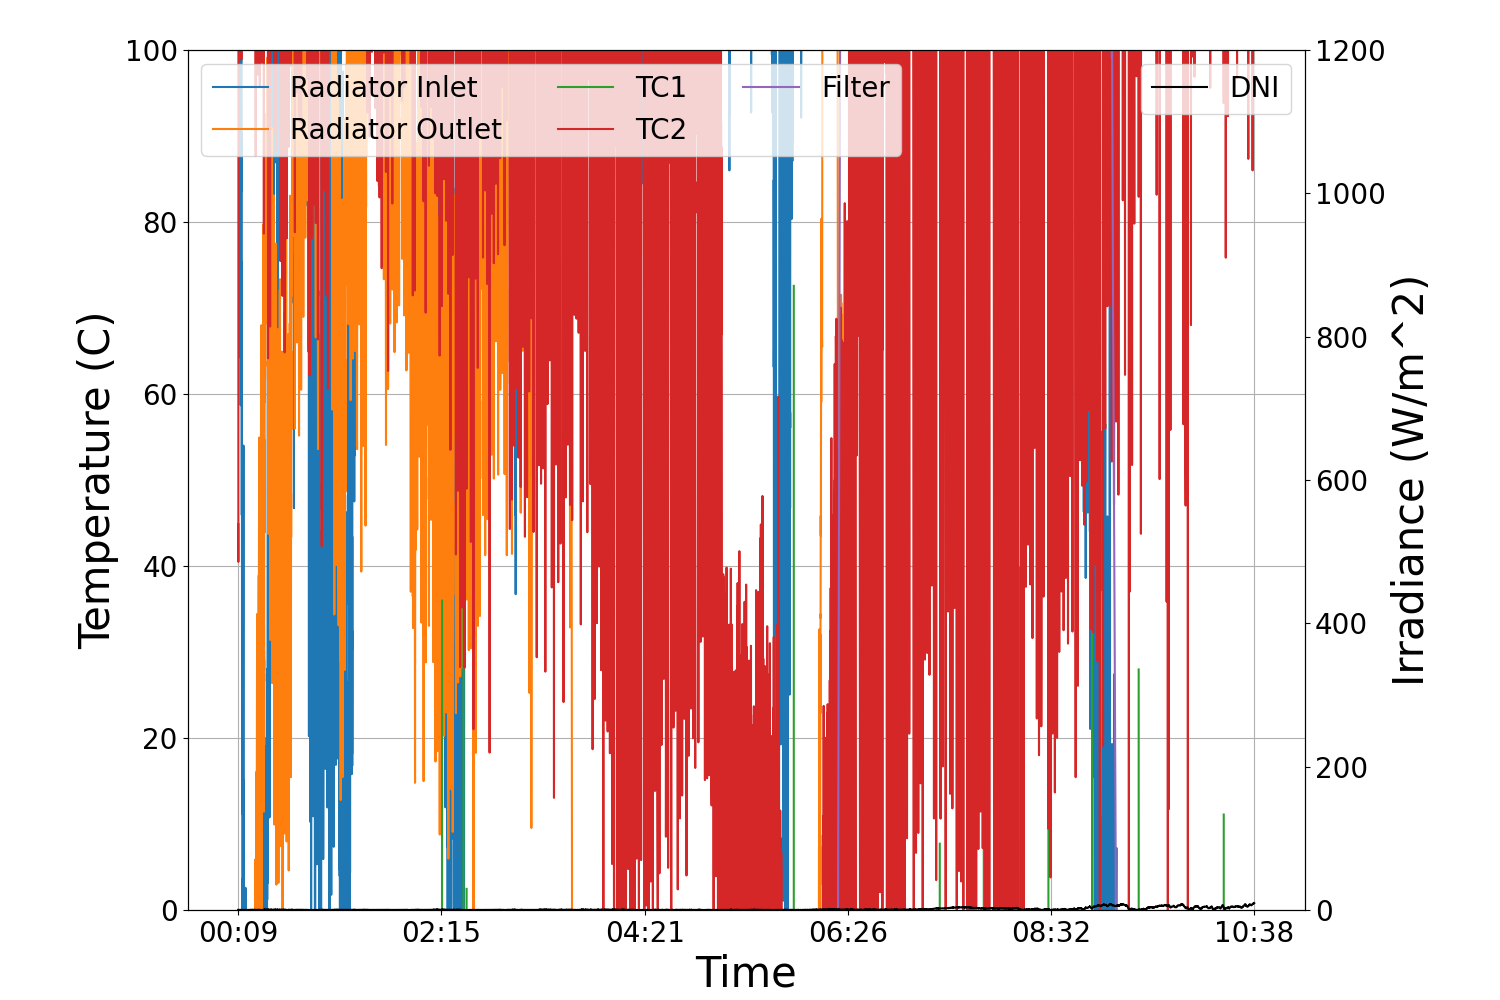 100
80
60
40
20
0
1200
1000
800
600
400
200
0
Radiator Inlet
Radiator Outlet
TC1
TC2
Filter
DNI
Temperature (C)
Irradiance (W/m^2)
00:09 02:15 04:21 06:26 08:32 10:38
Time